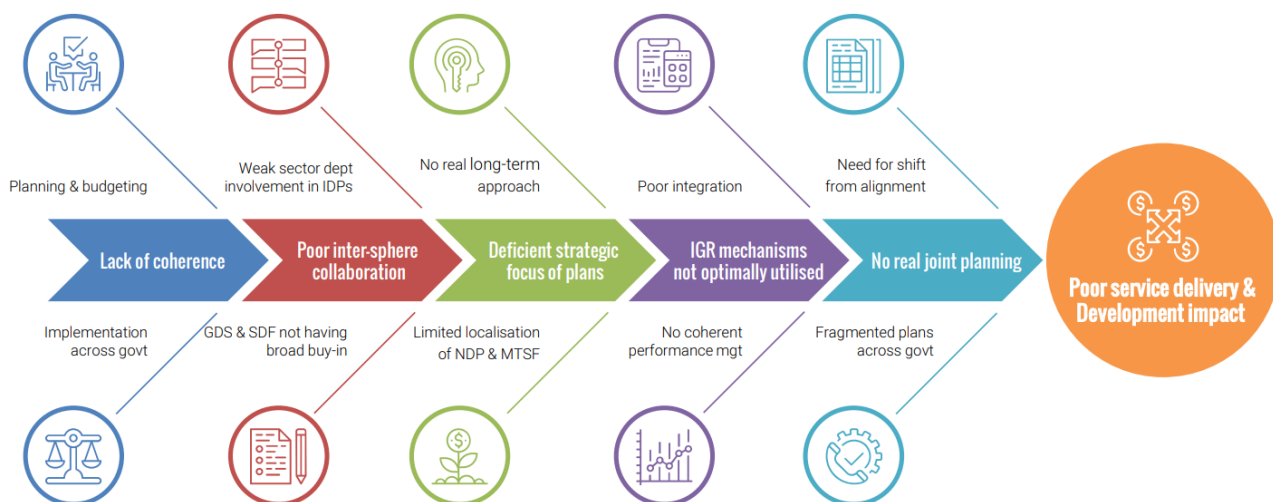 Planning & budgeting
Weak sector dept
involvement in IDPs
No real long-term
approach
Poor integration
Need for shift
from alignment
Lack of coherence
Poor inter-sphere
collaboration
Deficient strategic
focus of plans
IGR mechanisms
not optimally utilised
No real joint planning
Poor service delivery &
Development impact
Implementation
across govt
GDS & SDF not having
broad buy-in
Limited localisation
of NDP & MTSF
No coherent
performance mgt
Fragmented plans
across govt